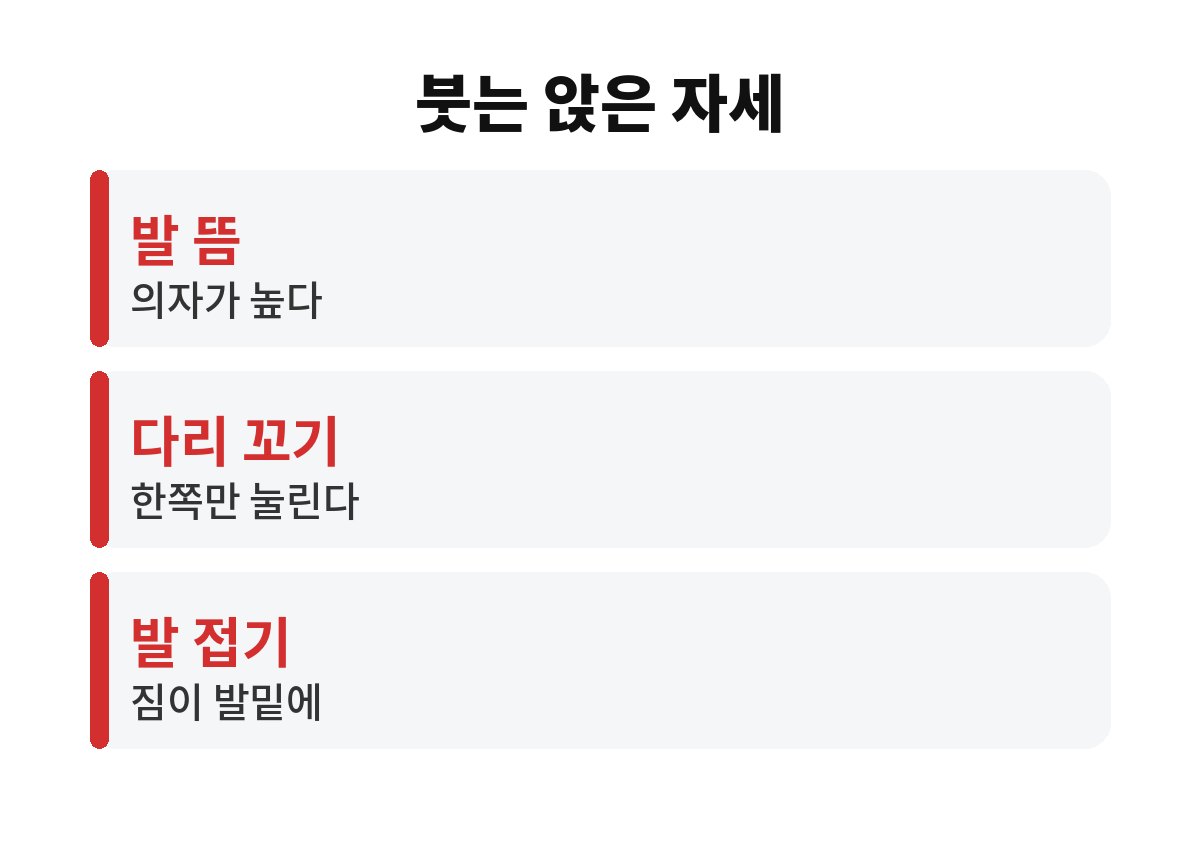 붓는 앉은 자세
발 뜸
의자가 높다
다리 꼬기
한쪽만 눌린다
발 접기
짐이 발밑에